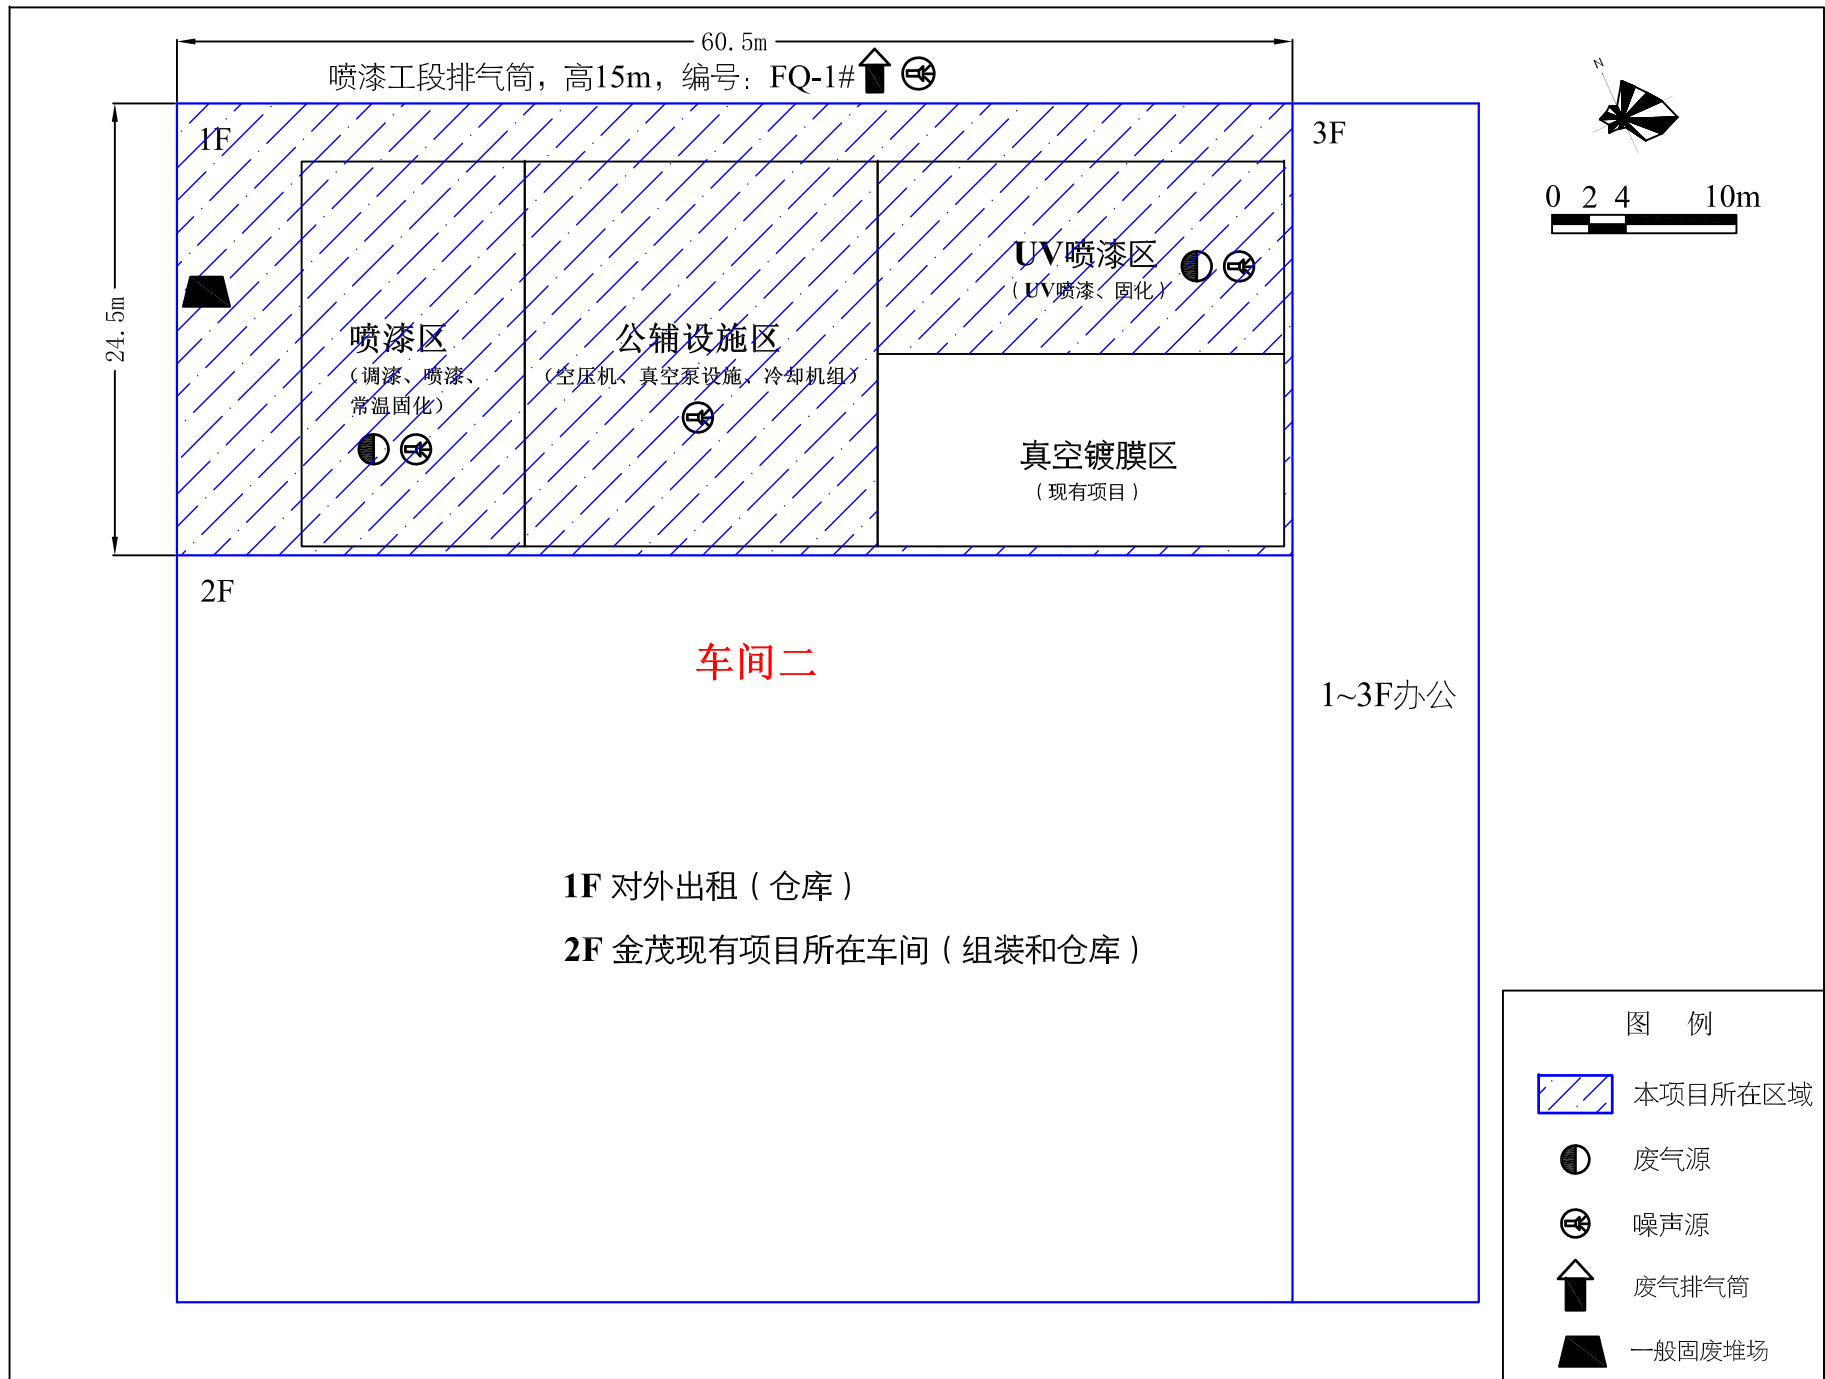 60.5m
喷漆工段排气筒，高15m，编号：FQ-1#
N
1F
3F
0 2 4 10m
24.5m
UV喷漆区
（UV喷漆、固化）
喷漆区
（调漆、喷漆、
常温固化）
公辅设施区
（空压机、真空泵设施、冷却机组）
真空镀膜区
（现有项目）
2F
车间二
1~3F办公
1F 对外出租（仓库）
2F 金茂现有项目所在车间（组装和仓库）
图 例
本项目所在区域
废气源
噪声源
废气排气筒
一般固废堆场